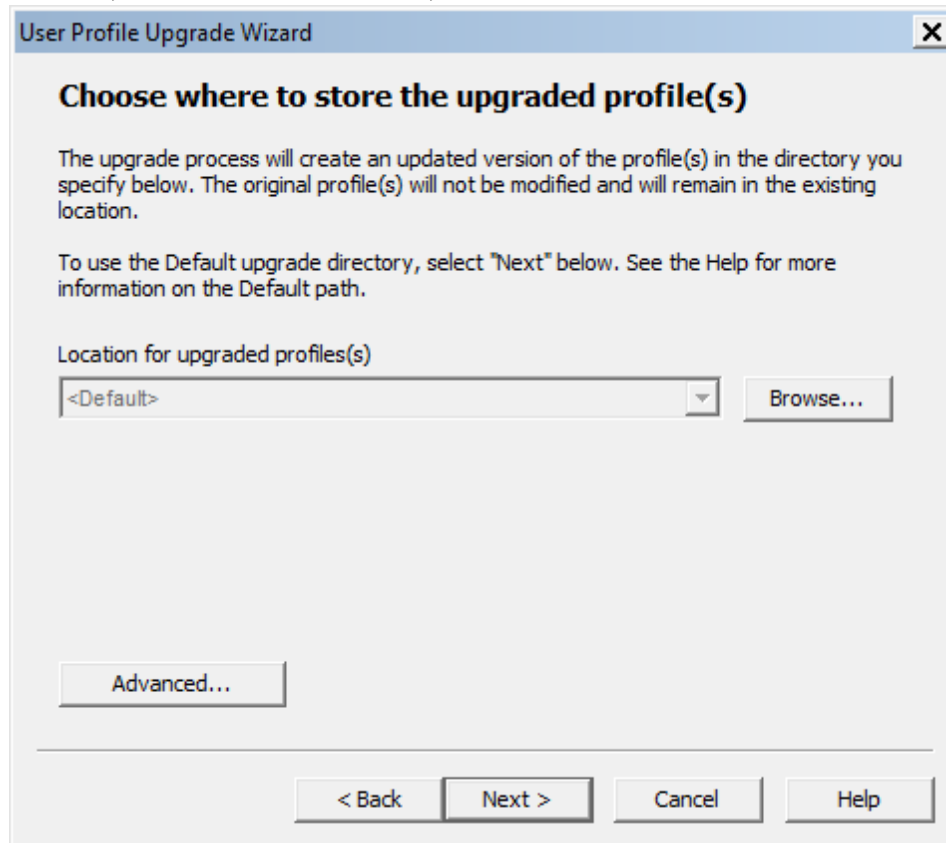 User Profile Upgrade Wizard
Choose where to store the upgraded profile(s)
The upgrade process will create an updated version of the profile(s) in the directory you
specify below. The original profile(s) will not be modified and will remain in the existing
location.
To use the Default upgrade directory, select "Next" below. See the Help for more
information on the Default path.
Location for upgraded profiles(s)
<Default>
Browse...
Advanced...
< Back
Next >
Cancel
Help